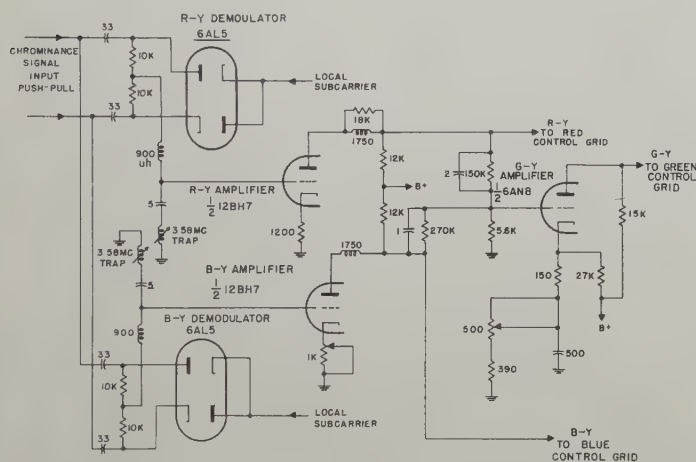 R-Y DEMOULATOR
6AL5
33
CHROMINANCE
SIGNAL
INPUT
PUSH-PULL
10K
10K
33
LOCAL
SUBCARRIER
18K
1750
R-Y
TO RED
CONTROL GRID
900
uh
12K
B+
12K
2
150K
G-Y
AMPLIFIER
1/2 6AN8
G-Y
TO GREEN
CONTROL
GRID
R-Y AMPLIFIER
1/2 12BH7
5
3.58MC
TRAP
1200
1
270K
5.6K
15K
3.58MC
TRAP
1750
B-Y AMPLIFIER
1/2 12BH7
5
150
27K
B+
900
B-Y DEMODULATOR
6AL5
1K
500
390
500
33
10K
10K
33
LOCAL
SUBCARRIER
B-Y
TO BLUE
CONTROL GRID